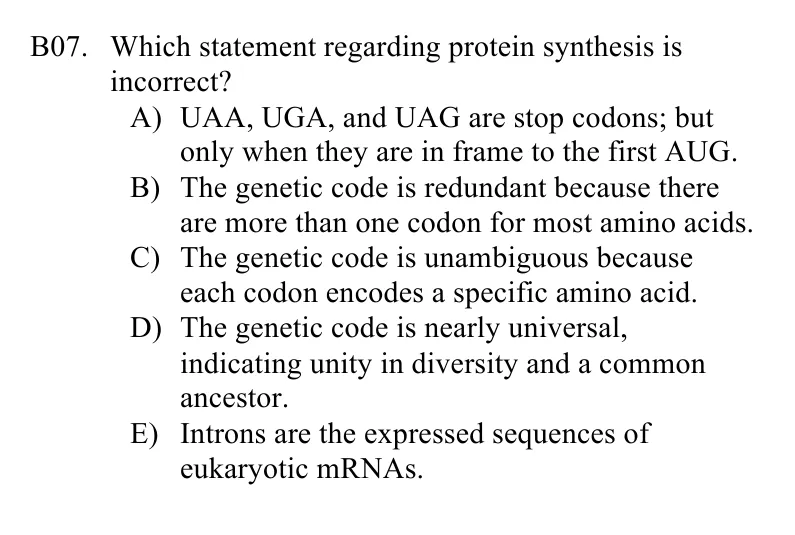 B07. Which statement regarding protein synthesis is
incorrect?
A) UAA, UGA, and UAG are stop codons; but
only when they are in frame to the first AUG.
B) The genetic code is redundant because there
are more than one codon for most amino acids.
C) The genetic code is unambiguous because
each codon encodes a specific amino acid.
D) The genetic code is nearly universal,
indicating unity in diversity and a common
ancestor.
E) Introns are the expressed sequences of
eukaryotic mRNAs.